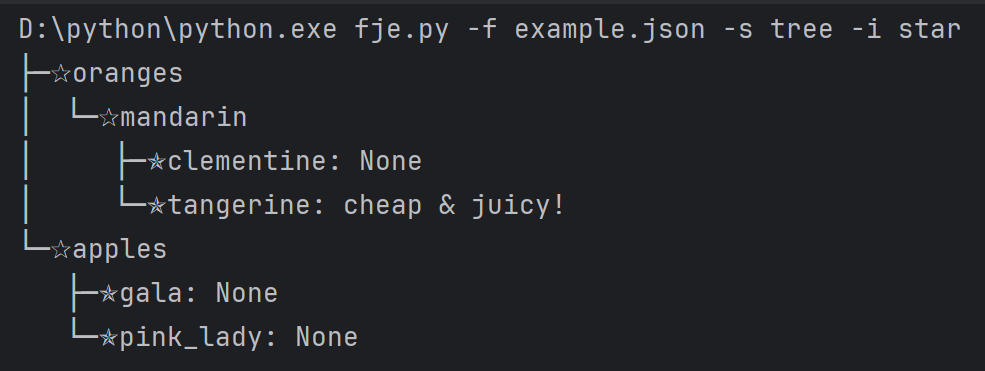 D:\python\python.exe fje.py -f example.json -s tree -i star
├─☆oranges
│  └─☆mandarin
│     ├─✯clementine: None
│     └─✯tangerine: cheap & juicy!
└─☆apples
   ├─✯gala: None
   └─✯pink_lady: None